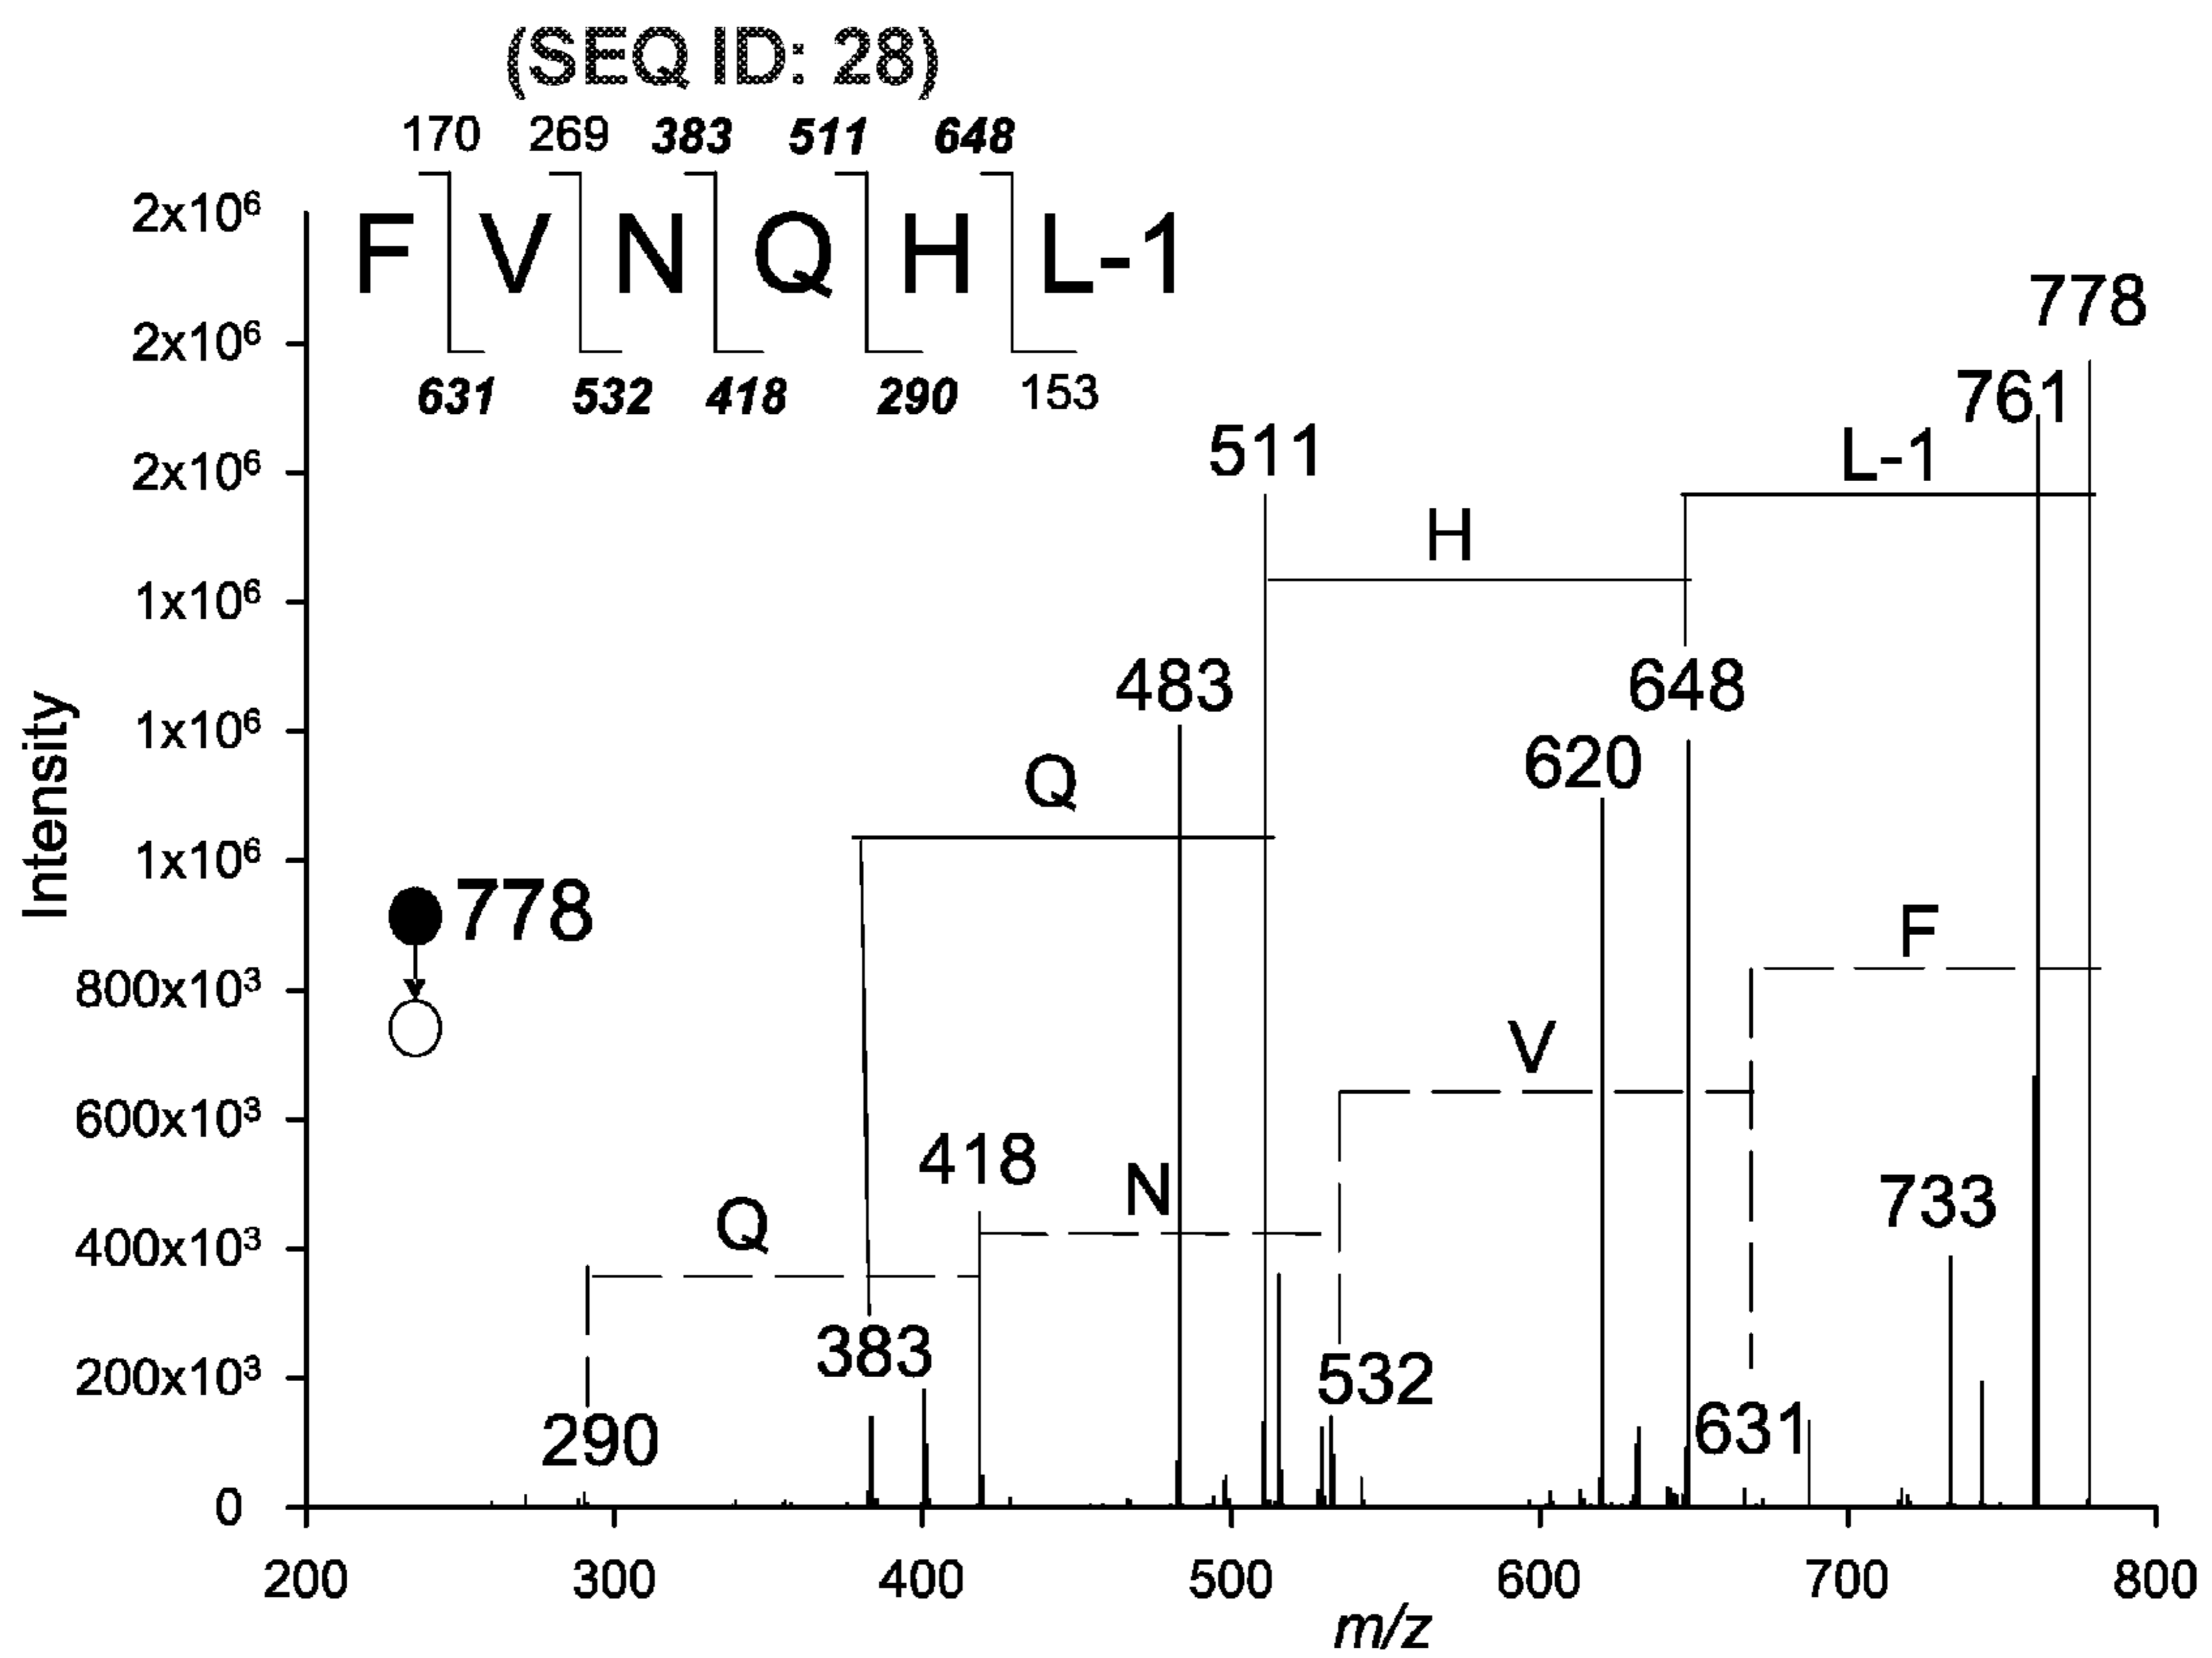 (SEQ ID: 28)
170 269 383 511 648
F V N Q H L-1
631 532 418 290 153
Intensity
2x10⁶
2x10⁶
2x10⁶
1x10⁶
1x10⁶
1x10⁶
800x10³
600x10³
400x10³
200x10³
0
778
778
761
L-1
511
H
483
648
620
Q
F
V
418
N
733
Q
383
532
631
290
200 300 400 500 600 700 800
m/z